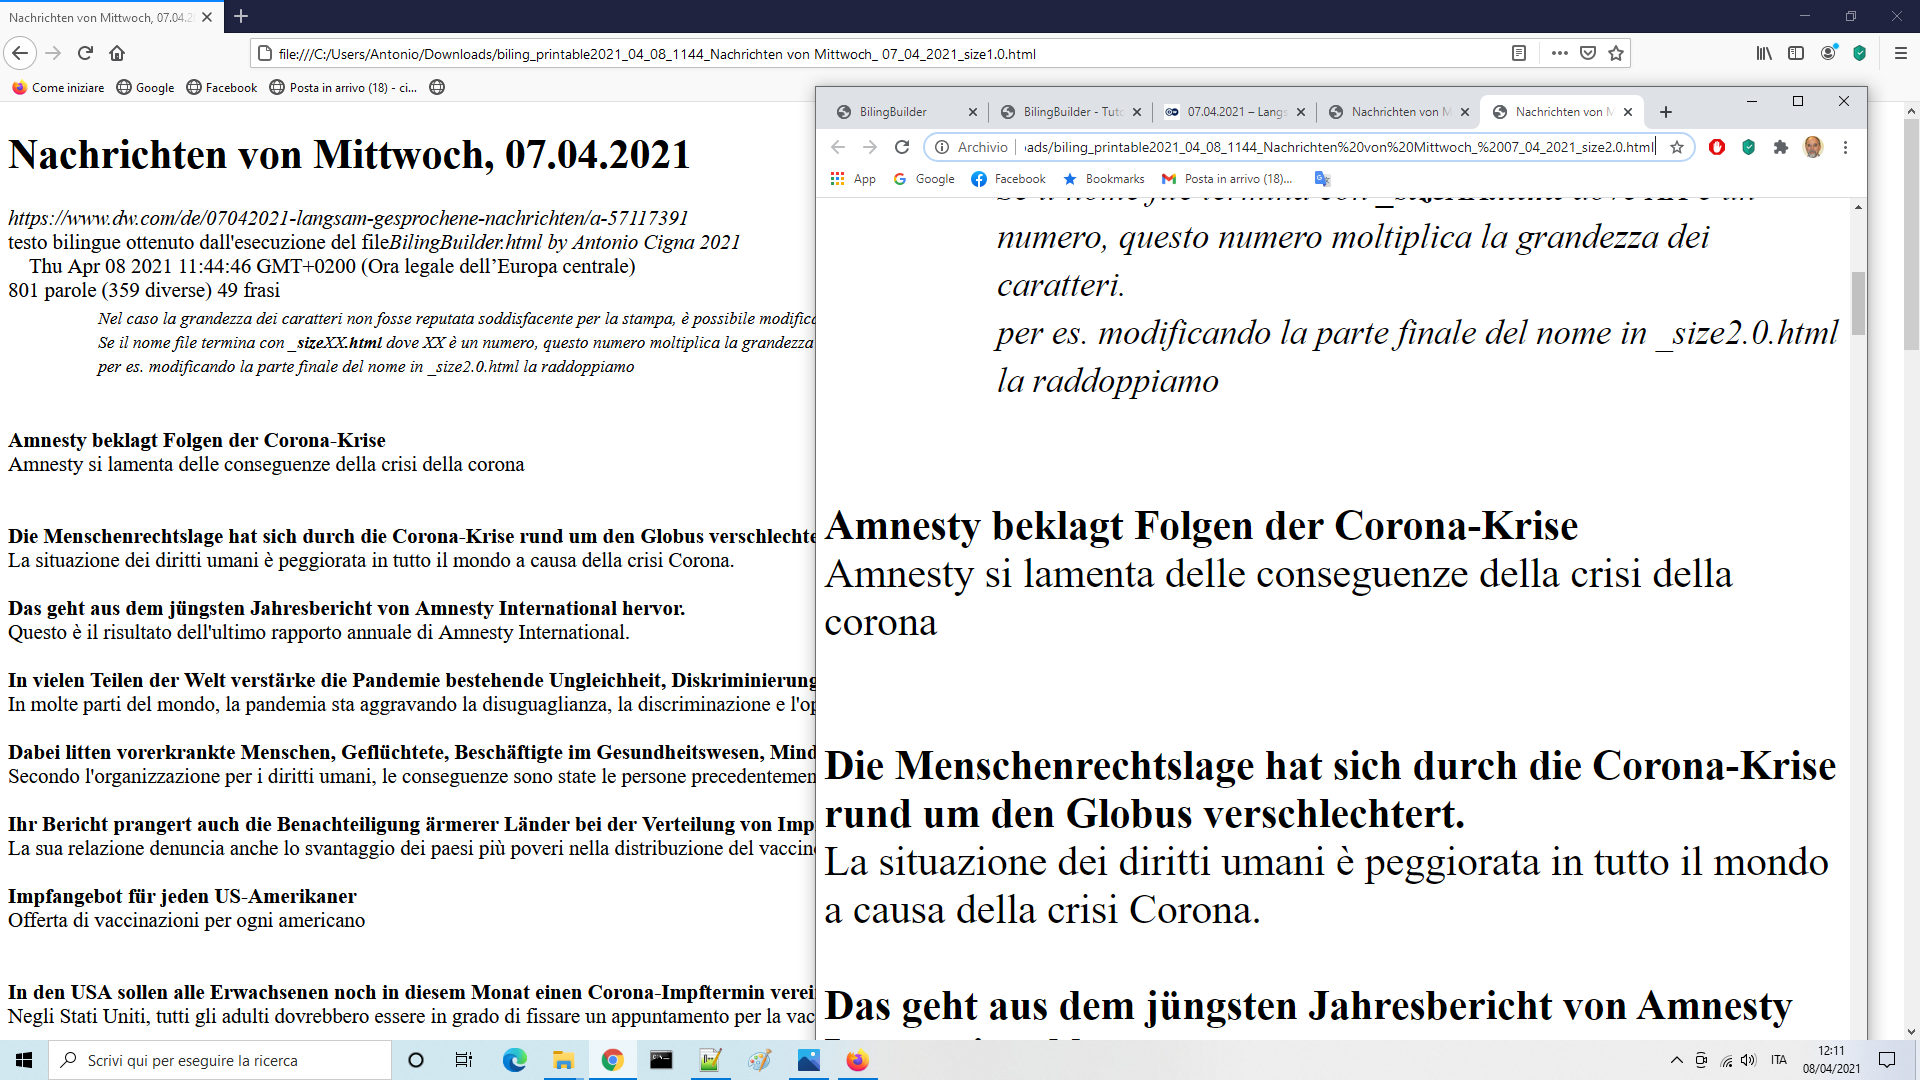 Nachrichten von Mittwoch, 07.04.2
file:///C:/Users/Antonio/Downloads/biling_printable2021_04_08_1144_Nachrichten von Mittwoch_ 07_04_2021_size1.0.html
Come iniziare Google Facebook Posta in arrivo (18) - ci...
Nachrichten von Mittwoch, 07.04.2021
https://www.dw.com/de/07042021-langsam-gesprochene-nachrichten/a-57117391
testo bilingue ottenuto dall'esecuzione del fileBilingBuilder.html by Antonio Cigna 2021
Thu Apr 08 2021 11:44:46 GMT+0200 (Ora legale dell’Europa centrale)
801 parole (359 diverse) 49 frasi
Nel caso la grandezza dei caratteri non fosse reputata soddisfacente per la stampa, è possibile modifica
Se il nome file termina con _sizeXX.html dove XX è un numero, questo numero moltiplica la grandezza
per es. modificando la parte finale del nome in _size2.0.html la raddoppiamo
Amnesty beklagt Folgen der Corona-Krise
Amnesty si lamenta delle conseguenze della crisi della corona
Die Menschenrechtslage hat sich durch die Corona-Krise rund um den Globus verschlechte
La situazione dei diritti umani è peggiorata in tutto il mondo a causa della crisi Corona.
Das geht aus dem jüngsten Jahresbericht von Amnesty International hervor.
Questo è il risultato dell'ultimo rapporto annuale di Amnesty International.
In vielen Teilen der Welt verstärke die Pandemie bestehende Ungleichheit, Diskriminierung
In molte parti del mondo, la pandemia sta aggravando la disuguaglianza, la discriminazione e l'op
Dabei litten vorerkrankte Menschen, Geflüchtete, Beschäftigte im Gesundheitswesen, Mind
Secondo l'organizzazione per i diritti umani, le conseguenze sono state le persone precedentemen
Ihr Bericht prangert auch die Benachteiligung ärmerer Länder bei der Verteilung von Imp
La sua relazione denuncia anche lo svantaggio dei paesi più poveri nella distribuzione del vaccin
Impfangebot für jeden US-Amerikaner
Offerta di vaccinazioni per ogni americano
In den USA sollen alle Erwachsenen noch in diesem Monat einen Corona-Impftermin verei
Negli Stati Uniti, tutti gli adulti dovrebbero essere in grado di fissare un appuntamento per la vac
BilingBuilder BilingBuilder - Tuto 07.04.2021 – Langs Nachrichten von M Nachrichten von M
Archivio ads/biling_printable2021_04_08_1144_Nachrichten%20von%20Mittwoch_%2007_04_2021_size2.0.html
App Google Facebook Bookmarks Posta in arrivo (18)...
Se il nome file termina con _sizeXX.html dove XX è un
numero, questo numero moltiplica la grandezza dei
caratteri.
per es. modificando la parte finale del nome in _size2.0.html
la raddoppiamo
Amnesty beklagt Folgen der Corona-Krise
Amnesty si lamenta delle conseguenze della crisi della
corona
Die Menschenrechtslage hat sich durch die Corona-Krise
rund um den Globus verschlechtert.
La situazione dei diritti umani è peggiorata in tutto il mondo
a causa della crisi Corona.
Das geht aus dem jüngsten Jahresbericht von Amnesty
Scrivi qui per eseguire la ricerca
ITA
12:11
08/04/2021